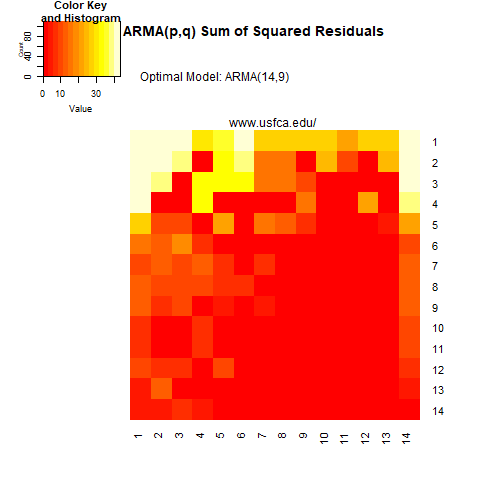 Color Key
and Histogram
Count
0 40 80
0 10 30
Value
ARMA(p,q) Sum of Squared Residuals
Optimal Model: ARMA(14,9)
www.usfca.edu/
1
2
3
4
5
6
7
8
9
10
11
12
13
14
1 2 3 4 5 6 7 8 9 10 11 12 13 14